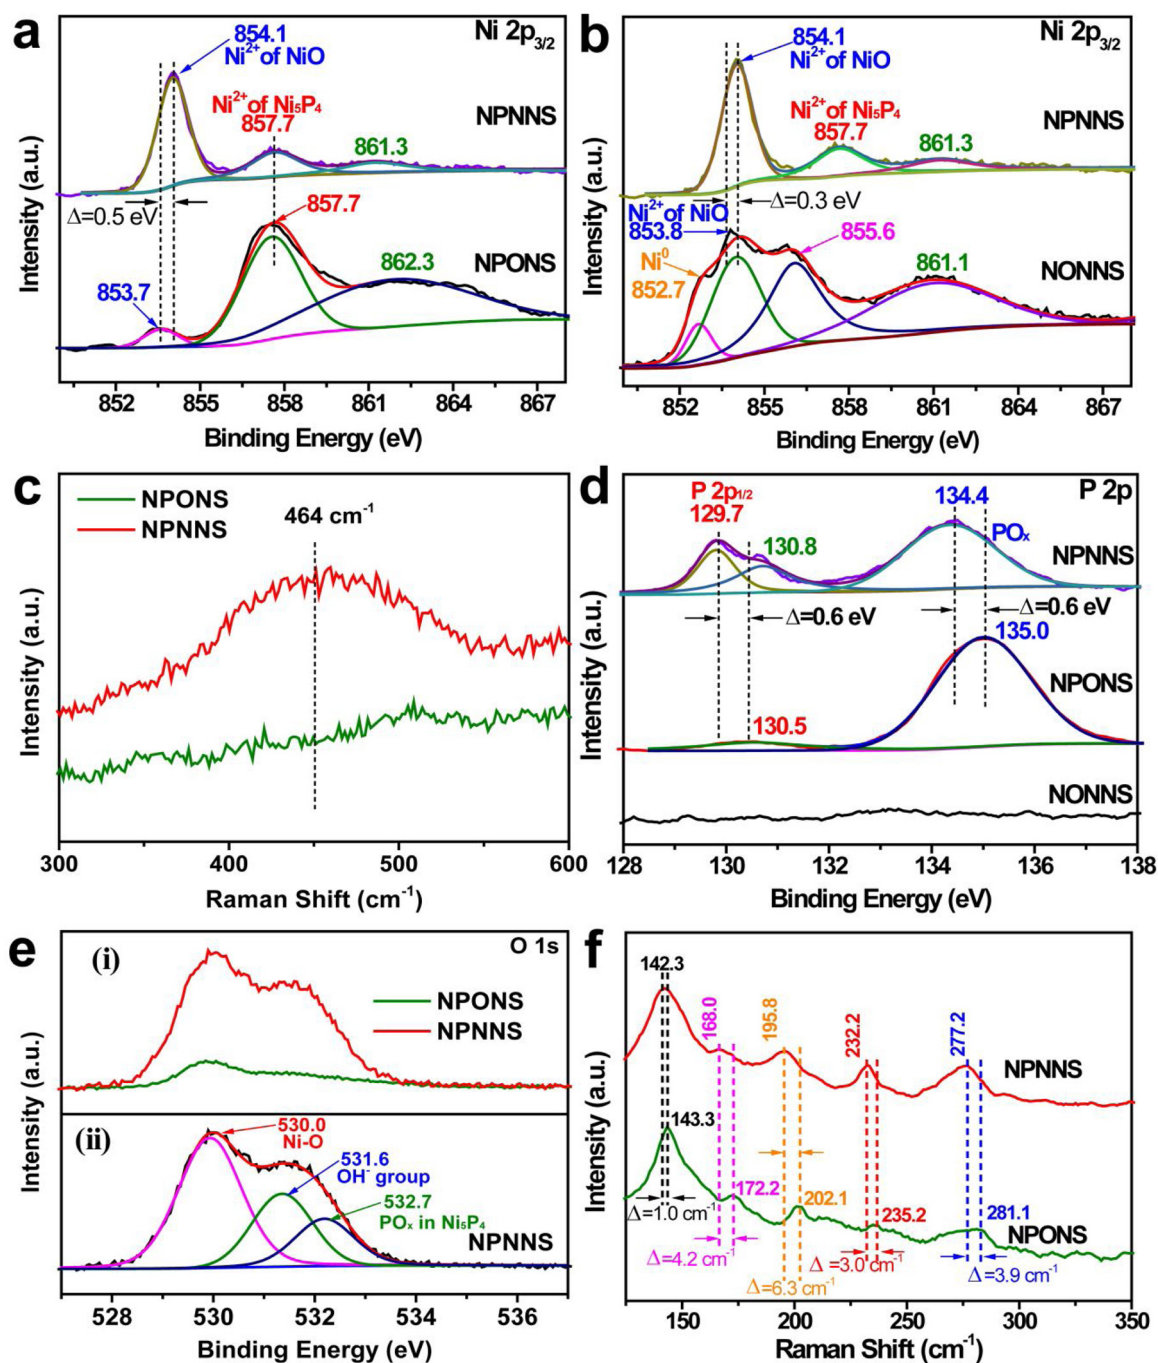 a
Ni 2p3/2
854.1
Ni2+ of NiO
Ni2+ of Ni5P4
857.7
NPNNS
861.3
Δ=0.5 eV
857.7
NPONS
862.3
853.7
852 855 858 861 864 867
Binding Energy (eV)
Intensity (a.u.)
b
Ni 2p3/2
854.1
Ni2+ of NiO
Ni2+ of Ni5P4
857.7
NPNNS
861.3
Δ=0.3 eV
Ni2+ of NiO
853.8
855.6
NONNS
Ni0
852.7
861.1
852 855 858 861 864 867
Binding Energy (eV)
Intensity (a.u.)
c
NPONS
NPNNS
464 cm-1
300 400 500 600
Raman Shift (cm-1)
Intensity (a.u.)
d
P 2p
P 2p1/2
129.7
134.4
POx
NPNNS
130.8
Δ=0.6 eV
Δ=0.6 eV
135.0
NPONS
130.5
NONNS
128 130 132 134 136 138
Binding Energy (eV)
Intensity (a.u.)
e
(i)
O 1s
NPONS
NPNNS
(ii)
530.0
Ni-O
531.6
OH- group
532.7
POx in Ni5P4
NPNNS
528 530 532 534 536
Binding Energy (eV)
Intensity (a.u.)
f
142.3
168.0
195.8
232.2
277.2
NPNNS
143.3
172.2
202.1
235.2
281.1
NPONS
Δ=1.0 cm-1
Δ=4.2 cm-1
Δ=6.3 cm-1
Δ=3.0 cm-1
Δ=3.9 cm-1
150 200 250 300 350
Raman Shift (cm-1)
Intensity (a.u.)